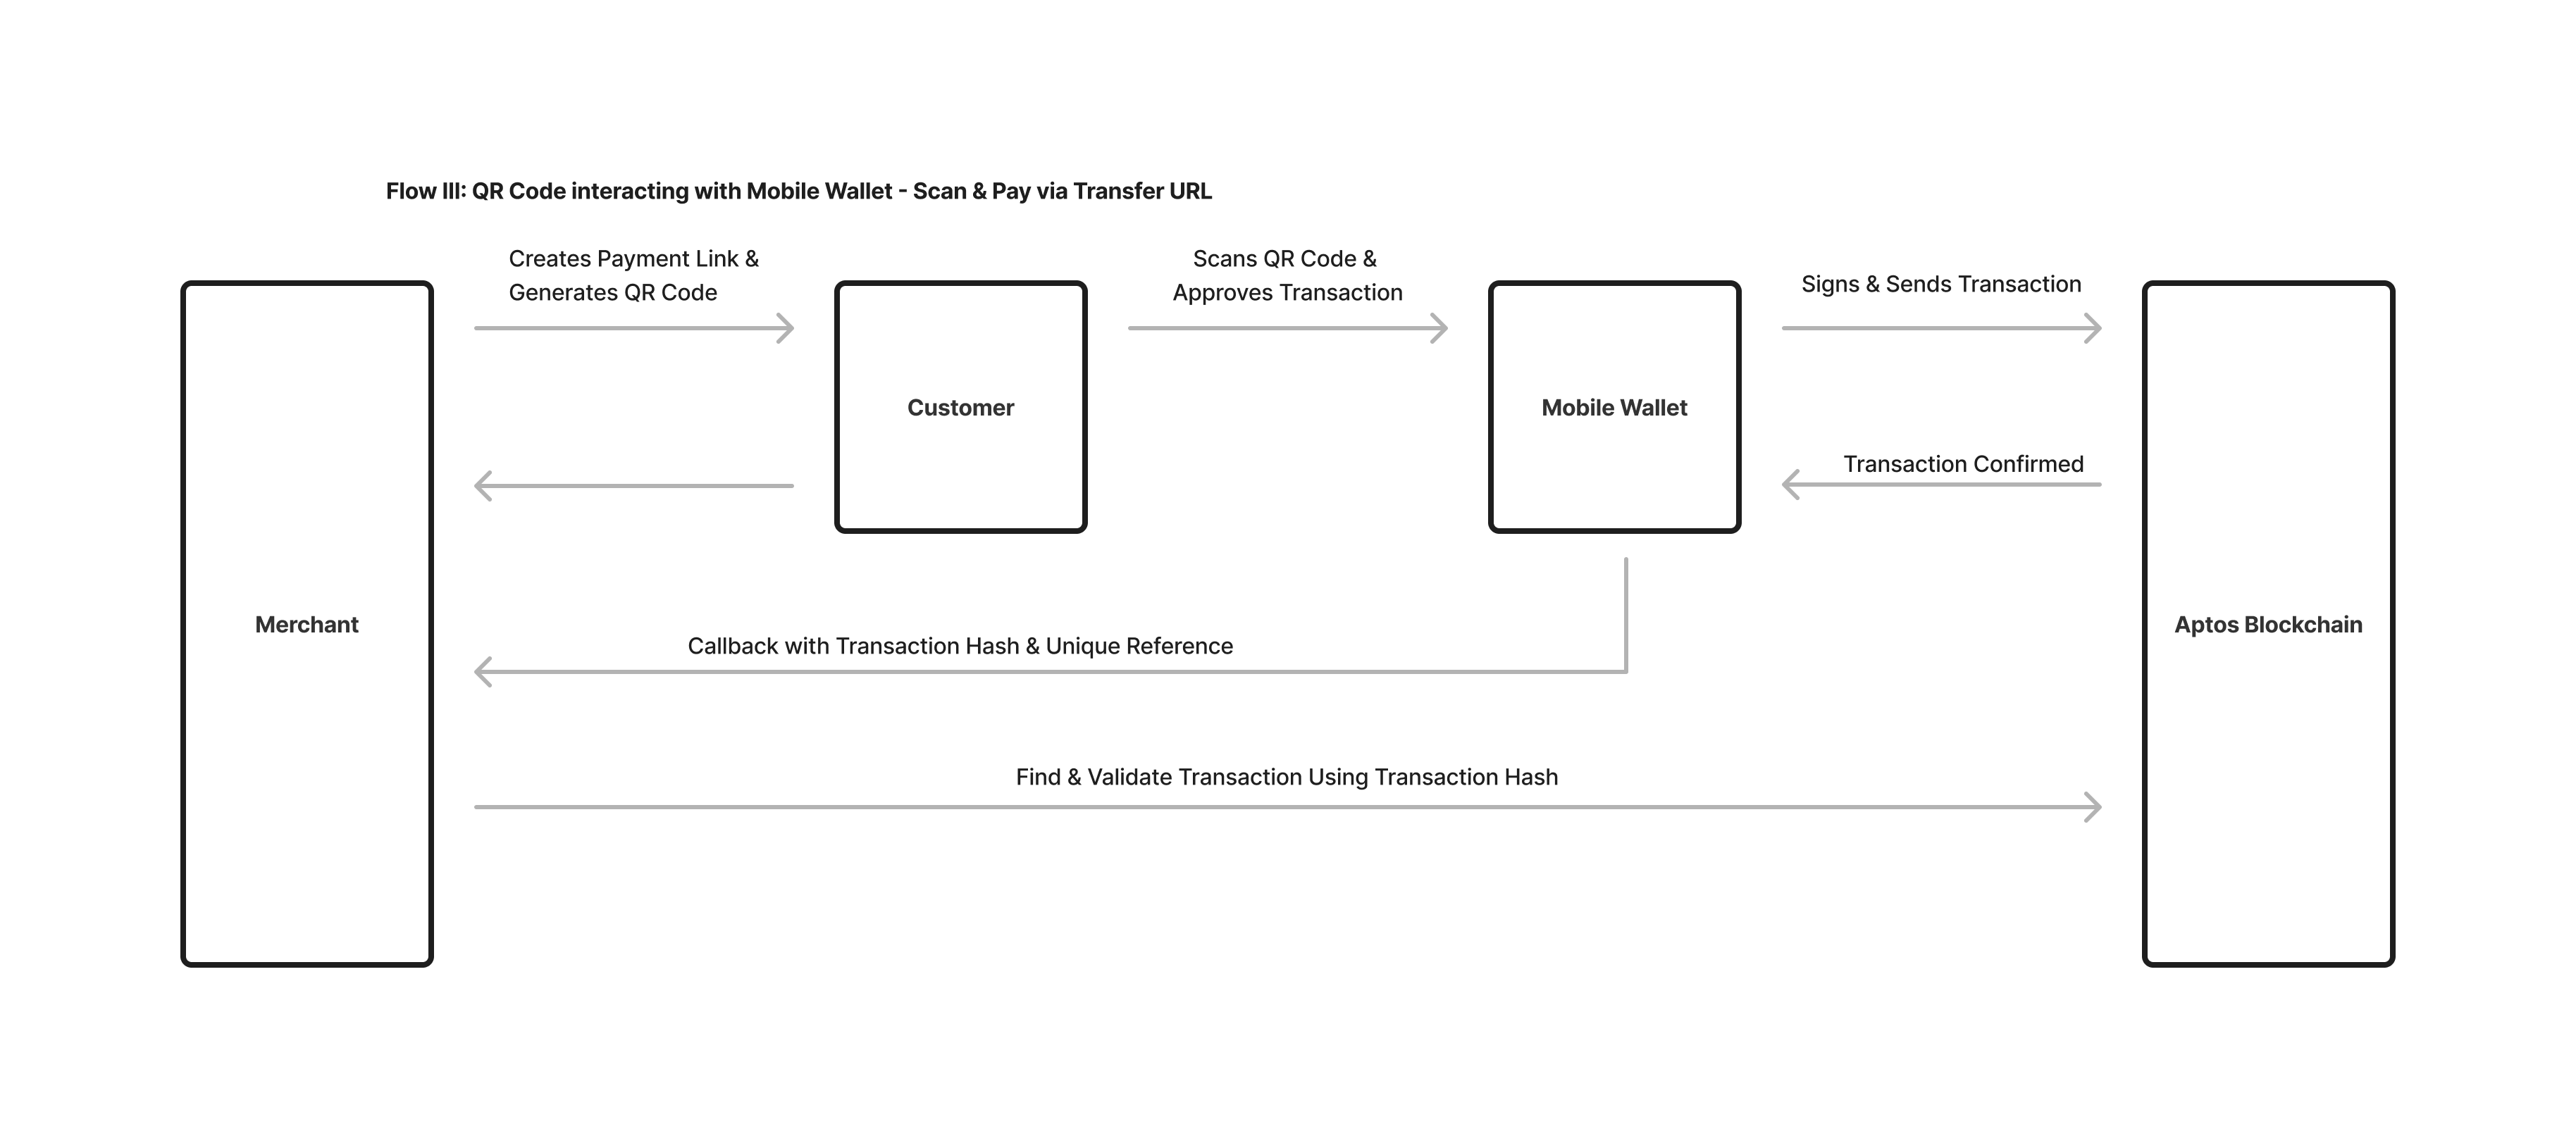 Flow III: QR Code interacting with Mobile Wallet - Scan & Pay via Transfer URL
Creates Payment Link &
Generates QR Code
Scans QR Code &
Approves Transaction
Signs & Sends Transaction
Customer
Mobile Wallet
Transaction Confirmed
Merchant
Aptos Blockchain
Callback with Transaction Hash & Unique Reference
Find & Validate Transaction Using Transaction Hash